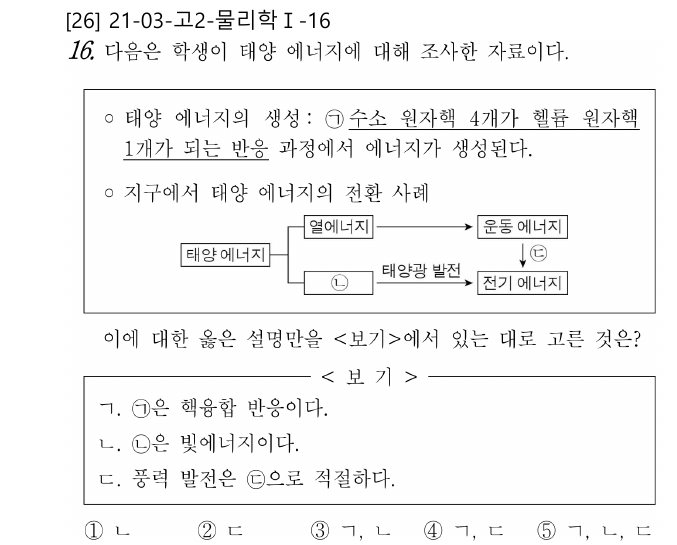 [26] 21-03-고2-물리학Ⅰ-16
16. 다음은 학생이 태양 에너지에 대해 조사한 자료이다.
○ 태양 에너지의 생성: ㉠수소 원자핵 4개가 헬륨 원자핵
1개가 되는 반응 과정에서 에너지가 생성된다.
○ 지구에서 태양 에너지의 전환 사례
열에너지 운동 에너지
태양 에너지 ㉢
㉡ 태양광 발전 전기 에너지
이에 대한 옳은 설명만을 <보기>에서 있는 대로 고른 것은?
< 보 기 >
ㄱ. ㉠은 핵융합 반응이다.
ㄴ. ㉡은 빛에너지이다.
ㄷ. 풍력 발전은 ㉢으로 적절하다.
① ㄴ ② ㄷ ③ ㄱ, ㄴ ④ ㄱ, ㄷ ⑤ ㄱ, ㄴ, ㄷ